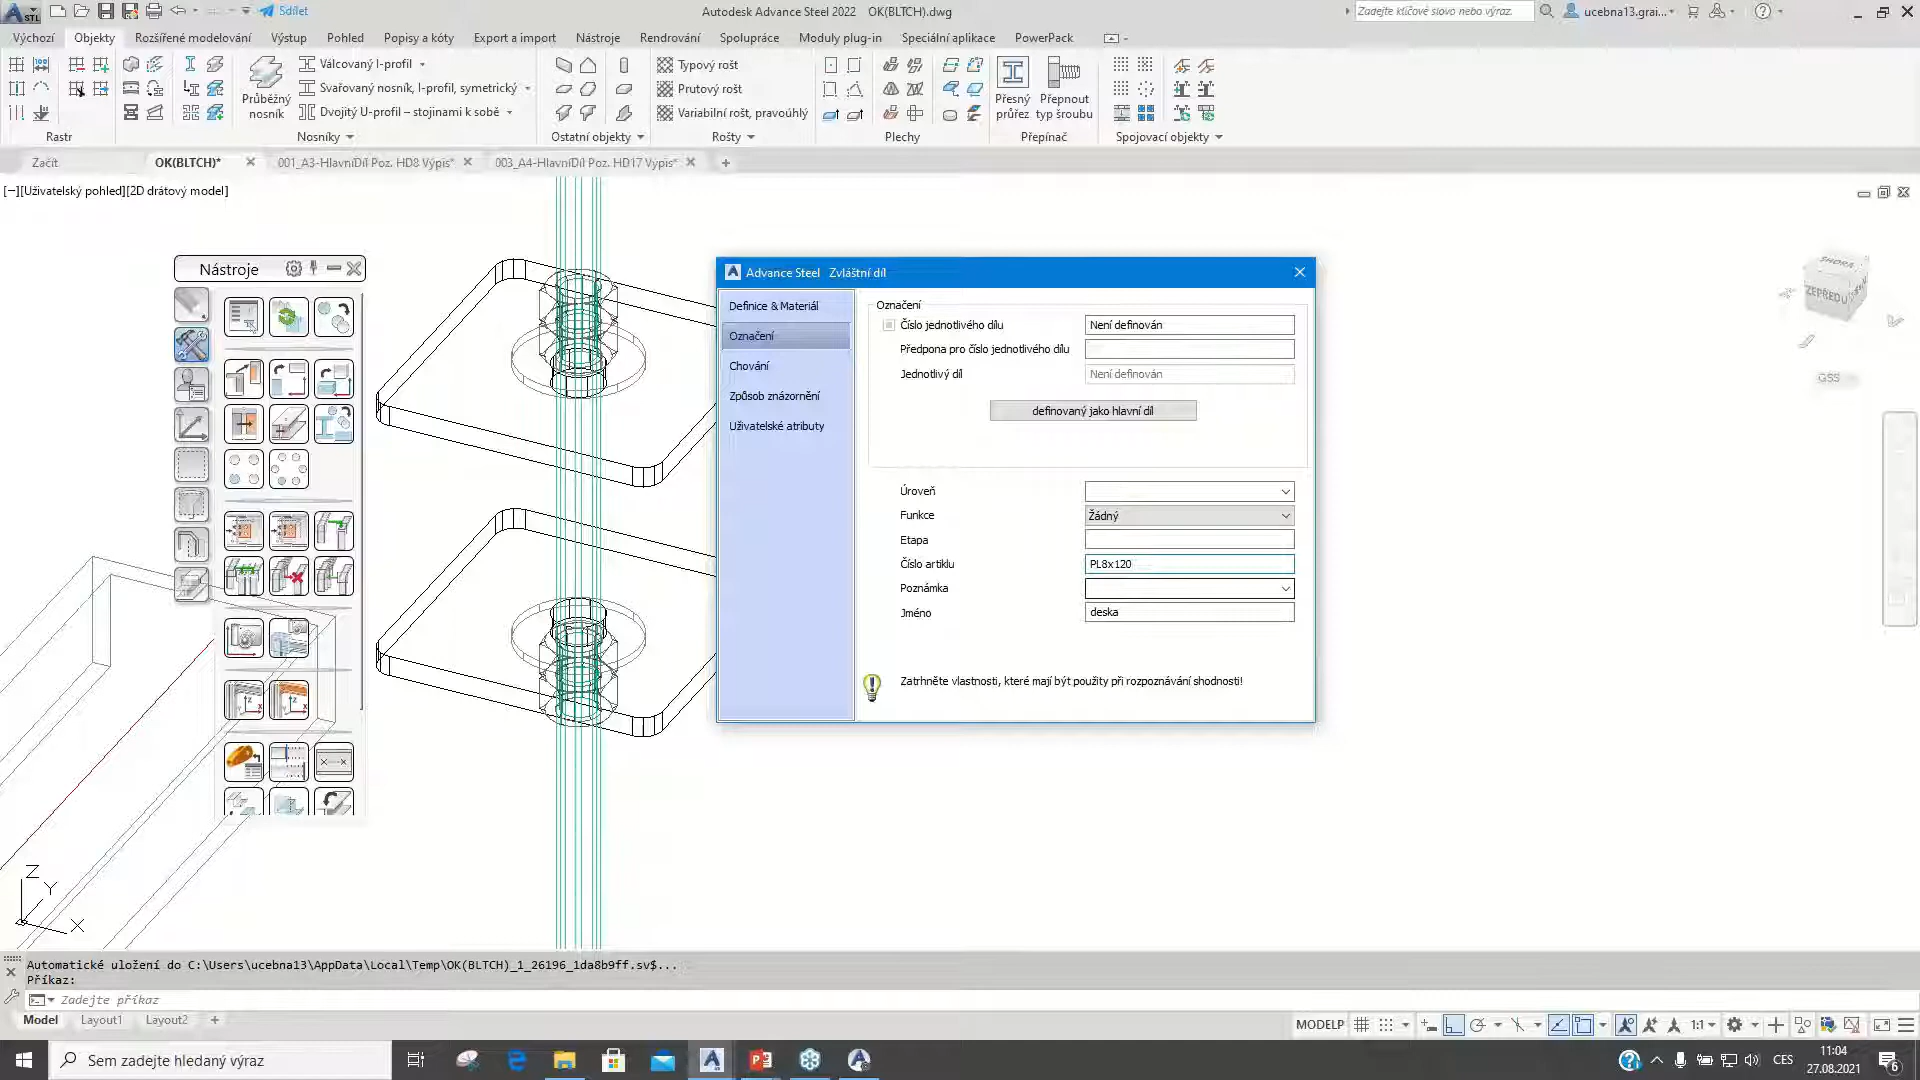 STL
Sdílet
Autodesk Advance Steel 2022 OK(BLTCH).dwg
Zadejte klíčové slovo nebo výraz.
ucebna13.grai...
Výchozí Objekty Rozšířené modelování Výstup Pohled Popisy a kóty Export a import Nástroje Rendrování Spolupráce Moduly plug-in Speciální aplikace PowerPack
Průběžný nosník
Válcovaný I-profil
Svařovaný nosník, I-profil, symetrický
Dvojitý U-profil – stojinami k sobě
Typový rošt
Prutový rošt
Variabilní rošt, pravoúhlý
Přesný průřez
Přepnout typ šroubu
Rastr Nosníky Ostatní objekty Rošty Plechy Přepínač Spojovací objekty
Začít OK(BLTCH)* 001_A3-HlavníDíl Poz. HD8 Výpis* 003_A4-HlavníDíl Poz. HD17 Výpis*
[−][Uživatelský pohled][2D drátový model]
Nástroje
SHORA
ZEPŘEDU
GSS
Advance Steel Zvláštní díl
Definice & Materiál
Označení
Chování
Způsob znázornění
Uživatelské atributy
Označení
Číslo jednotlivého dílu Není definován
Předpona pro číslo jednotlivého dílu
Jednotlivý díl Není definován
definovaný jako hlavní díl
Úroveň
Funkce Žádný
Etapa
Číslo artiklu PL8x120
Poznámka
Jméno deska
Zatrhněte vlastnosti, které mají být použity při rozpoznávání shodnosti!
Z
Y
X
Automatické uložení do C:\Users\ucebna13\AppData\Local\Temp\OK(BLTCH)_1_26196_1da8b9ff.sv$...
Příkaz:
Zadejte příkaz
Model Layout1 Layout2 +
MODELP 1:1
Sem zadejte hledaný výraz
CES
11:04
27.08.2021
6